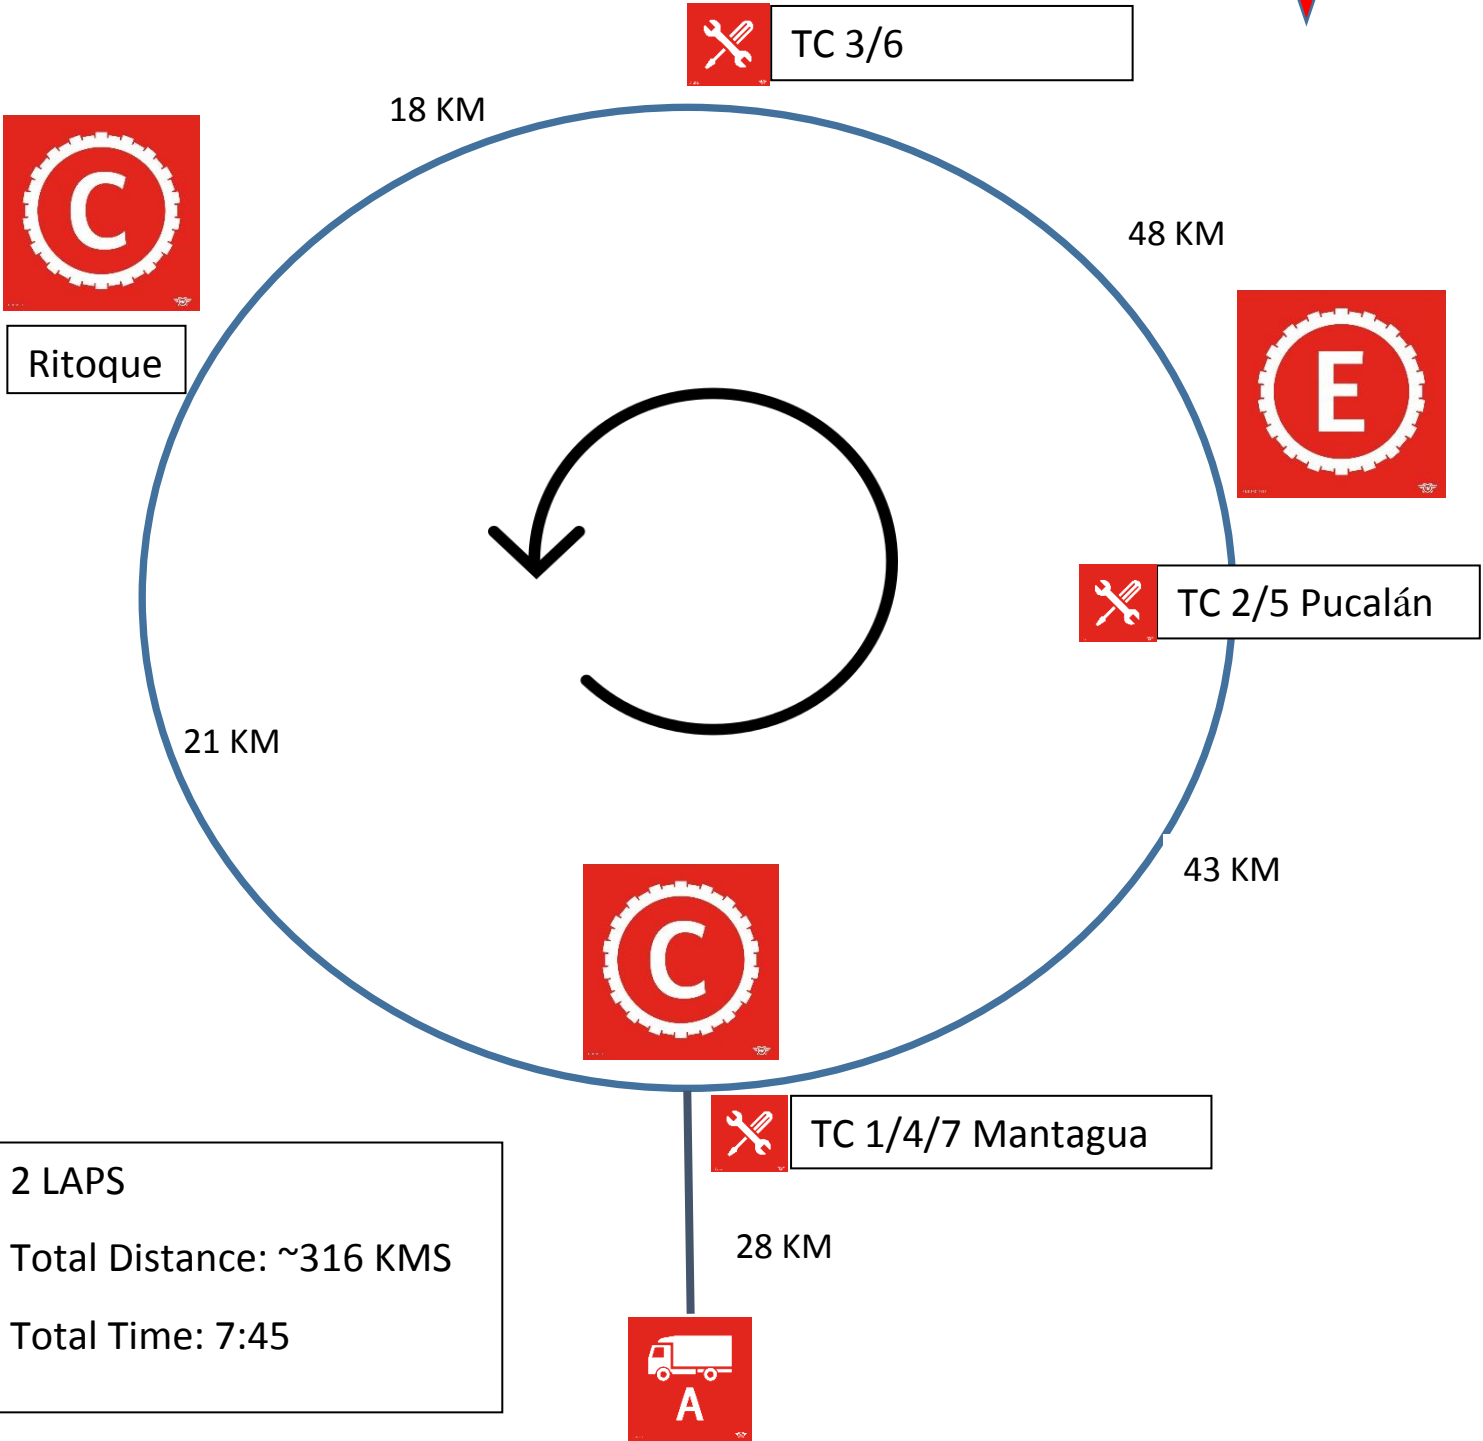 TC 3/6
18 KM
C
Ritoque
48 KM
E
TC 2/5 Pucalán
21 KM
43 KM
C
TC 1/4/7 Mantagua
2 LAPS
Total Distance: ~316 KMS
Total Time: 7:45
28 KM
A